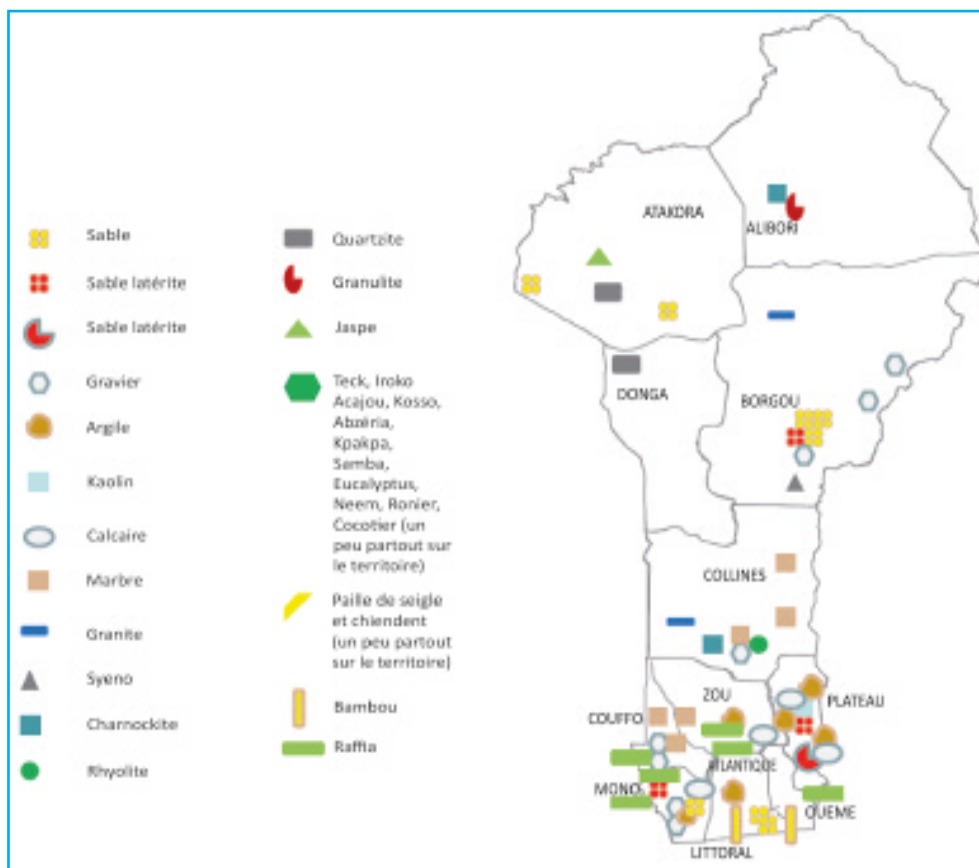 Sable
Sable latérite
Sable latérite
Gravier
Argile
Kaolin
Calcaire
Marbre
Granite
Syeno
Charnockite
Rhyolite
Quartzite
Granulite
Jaspe
Teck, Iroko
Acajou, Kosso,
Abzéria,
Kpakpa,
Samba,
Eucalyptus,
Neem, Ronier,
Cocotier (un
peu partout sur
le territoire)
Paille de seigle
et chiendent
(un peu partout
sur le territoire)
Bambou
Raffia
ATAKORA
ALIBORI
DONGA
BORGOU
COLLINES
ZOU
PLATEAU
COUFFO
ATLANTIQUE
MONO
OUEME
LITTORAL